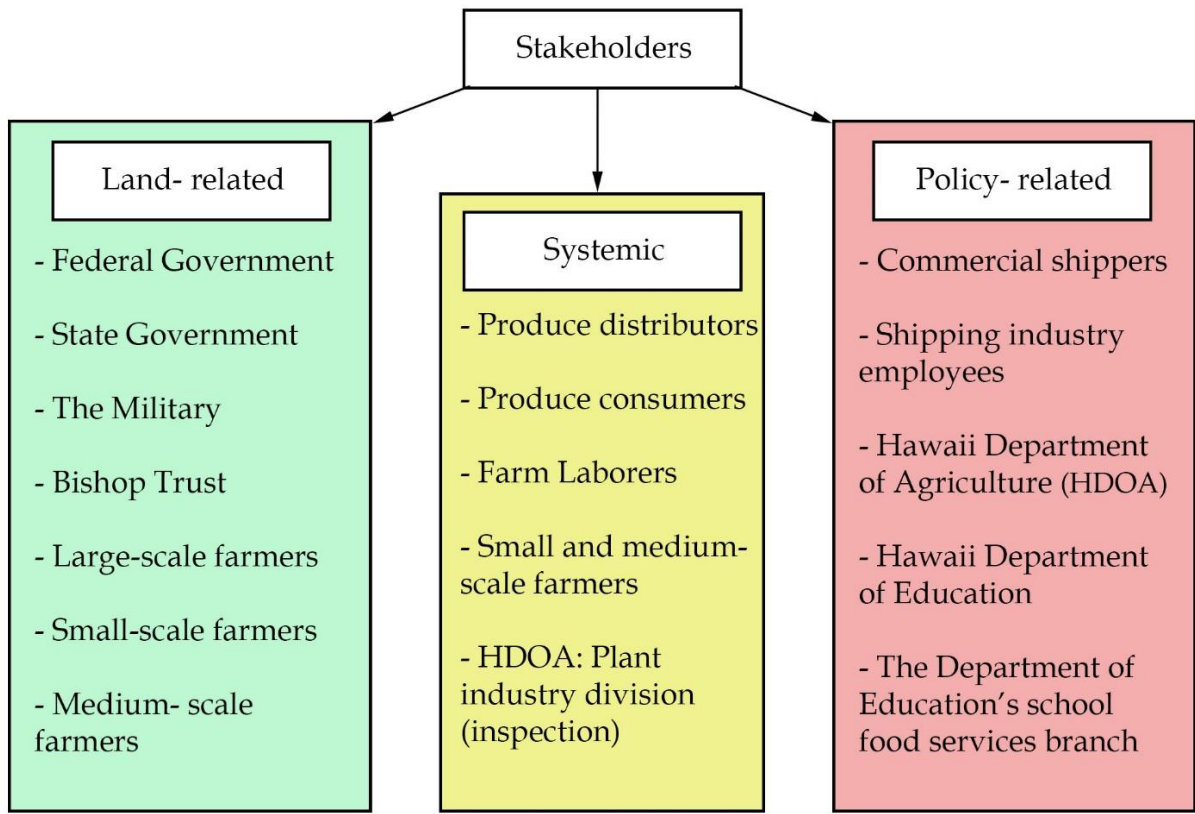 Stakeholders
Land- related
- Federal Government
- State Government
- The Military
- Bishop Trust
- Large-scale farmers
- Small-scale farmers
- Medium- scale
farmers
Systemic
- Produce distributors
- Produce consumers
- Farm Laborers
- Small and medium-
scale farmers
- HDOA: Plant
industry division
(inspection)
Policy- related
- Commercial shippers
- Shipping industry
employees
- Hawaii Department
of Agriculture (HDOA)
- Hawaii Department
of Education
- The Department of
Education’s school
food services branch